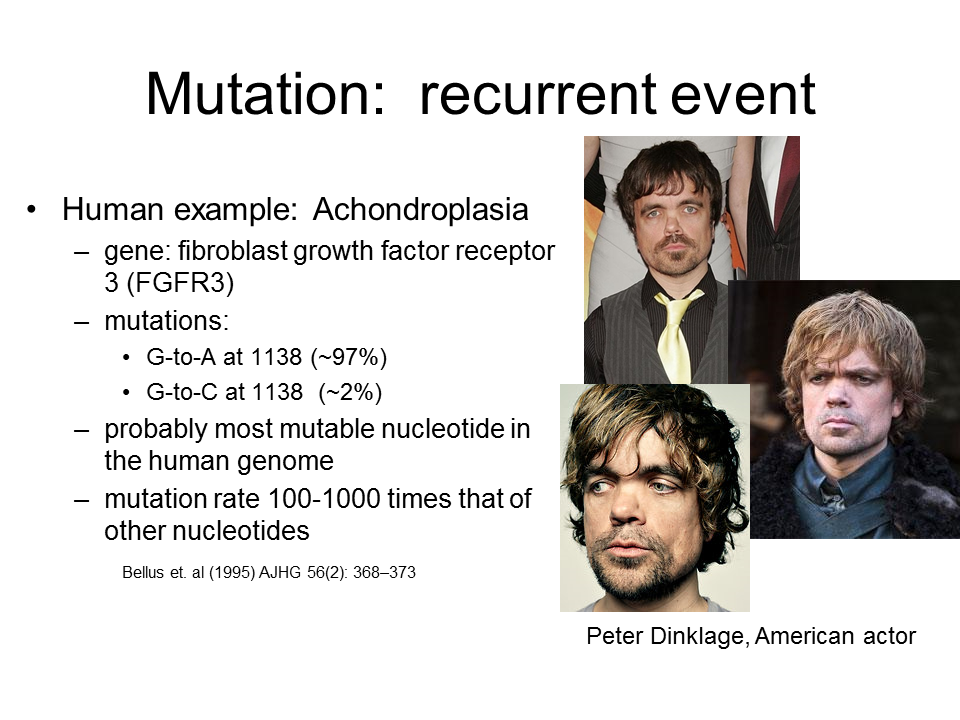 Mutation:  recurrent event
• Human example:  Achondroplasia
– gene: fibroblast growth factor receptor
3 (FGFR3)
– mutations:
• G-to-A at 1138 (~97%)
• G-to-C at 1138  (~2%)
– probably most mutable nucleotide in
the human genome
– mutation rate 100-1000 times that of
other nucleotides
Bellus et. al (1995) AJHG 56(2): 368–373
Peter Dinklage, American actor